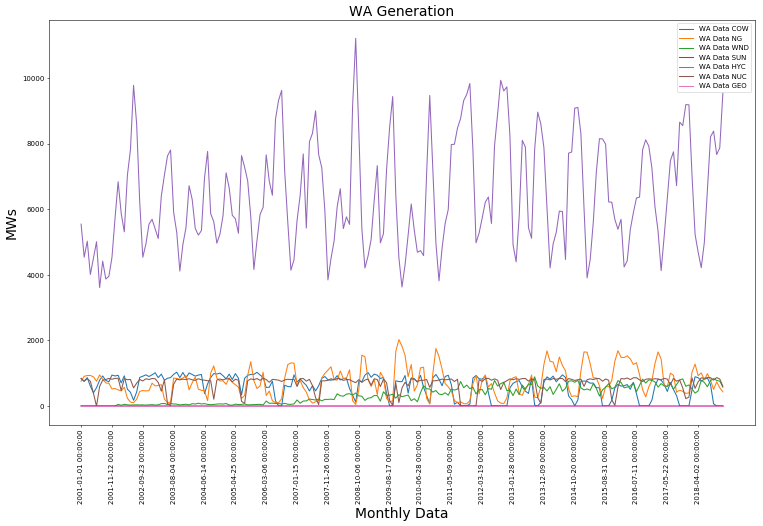 WA Generation
WA Data COW
WA Data NG
WA Data WND
WA Data SUN
WA Data HYC
WA Data NUC
WA Data GEO
MWs
10000
8000
6000
4000
2000
0
2001-01-01 00:00:00
2001-11-12 00:00:00
2002-09-23 00:00:00
2003-08-04 00:00:00
2004-06-14 00:00:00
2005-04-25 00:00:00
2006-03-06 00:00:00
2007-01-15 00:00:00
2007-11-26 00:00:00
2008-10-06 00:00:00
2009-08-17 00:00:00
2010-06-28 00:00:00
2011-05-09 00:00:00
2012-03-19 00:00:00
2013-01-28 00:00:00
2013-12-09 00:00:00
2014-10-20 00:00:00
2015-08-31 00:00:00
2016-07-11 00:00:00
2017-05-22 00:00:00
2018-04-02 00:00:00
Monthly Data